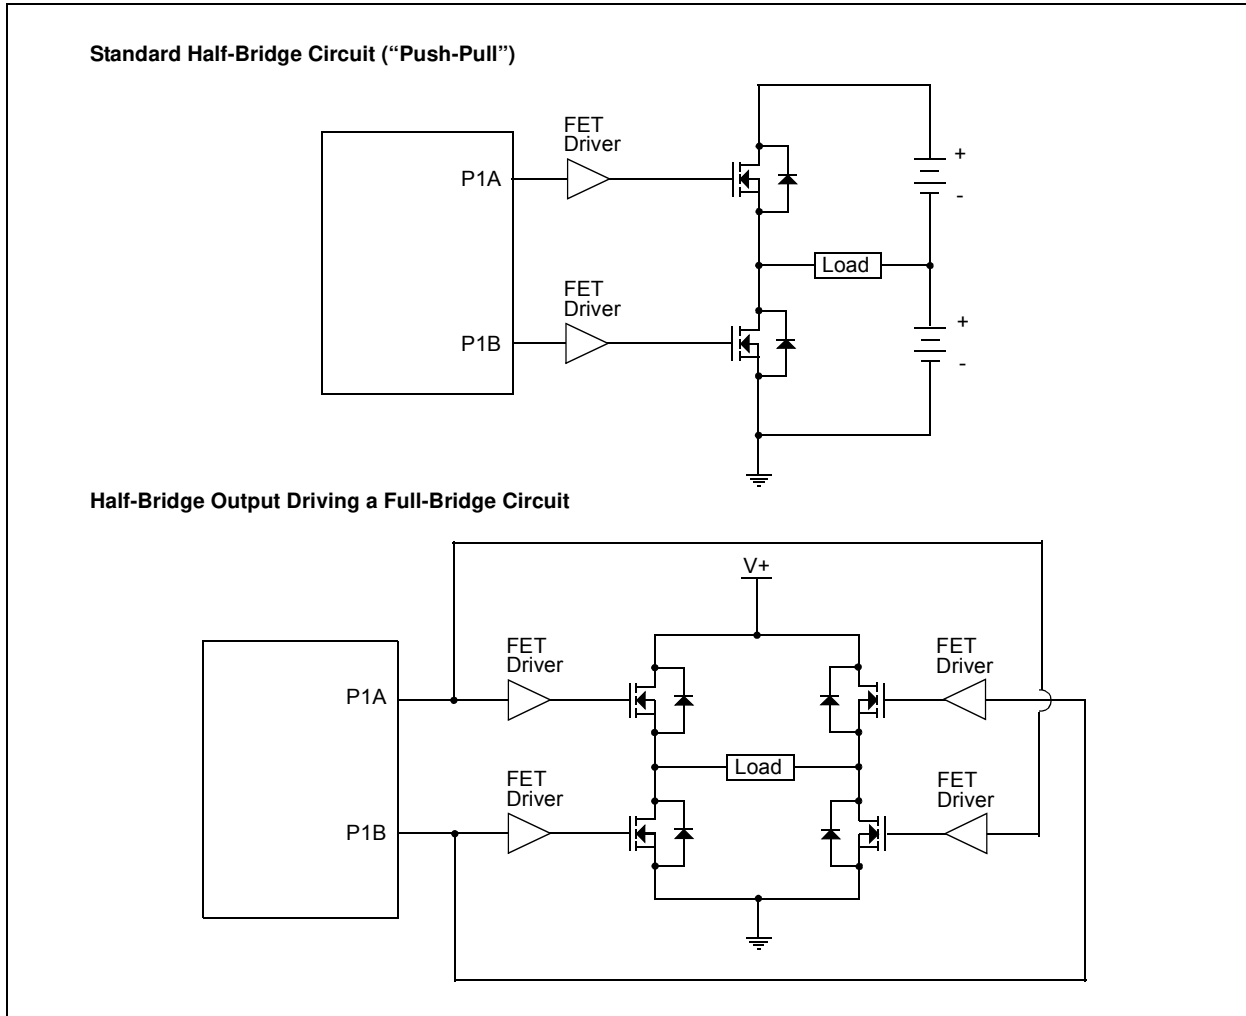 Standard Half-Bridge Circuit (“Push-Pull”)
FET
Driver
P1A
+
-
Load
FET
Driver
P1B
+
-
Half-Bridge Output Driving a Full-Bridge Circuit
V+
FET
Driver
FET
Driver
P1A
Load
FET
Driver
FET
Driver
P1B